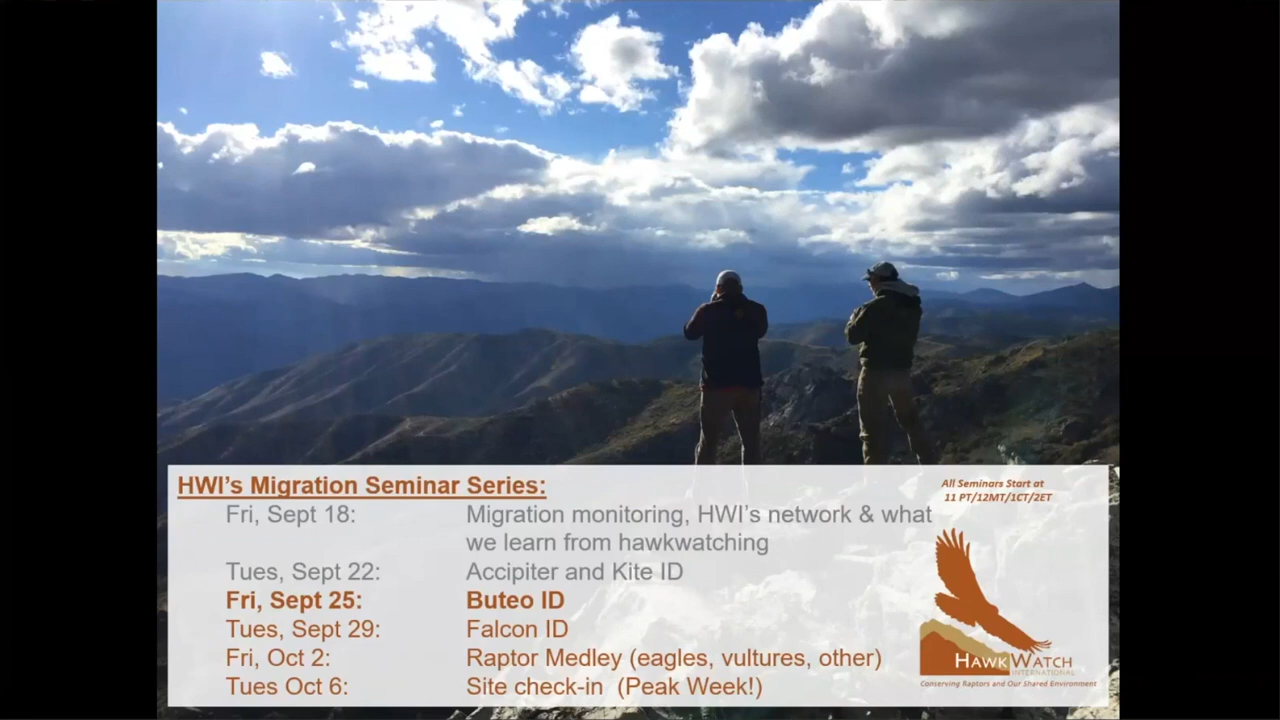 HWI's Migration Seminar Series:
All Seminars Start at
11 PT/12MT/1CT/2ET
Fri, Sept 18: Migration monitoring, HWI's network & what
we learn from hawkwatching
Tues, Sept 22: Accipiter and Kite ID
Fri, Sept 25: Buteo ID
Tues, Sept 29: Falcon ID
Fri, Oct 2: Raptor Medley (eagles, vultures, other)
Tues Oct 6: Site check-in (Peak Week!)
HAWKWATCH
INTERNATIONAL
Conserving Raptors and Our Shared Environment